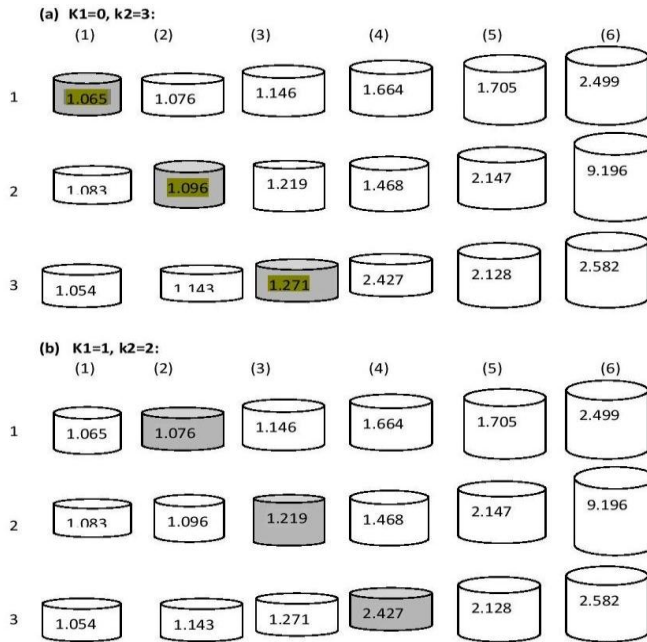 (a) K1=0, k2=3:
(1) (2) (3) (4) (5) (6)
1 1.065 1.076 1.146 1.664 1.705 2.499
2 1.083 1.096 1.219 1.468 2.147 9.196
3 1.054 1.143 1.271 2.427 2.128 2.582
(b) K1=1, k2=2:
(1) (2) (3) (4) (5) (6)
1 1.065 1.076 1.146 1.664 1.705 2.499
2 1.083 1.096 1.219 1.468 2.147 9.196
3 1.054 1.143 1.271 2.427 2.128 2.582